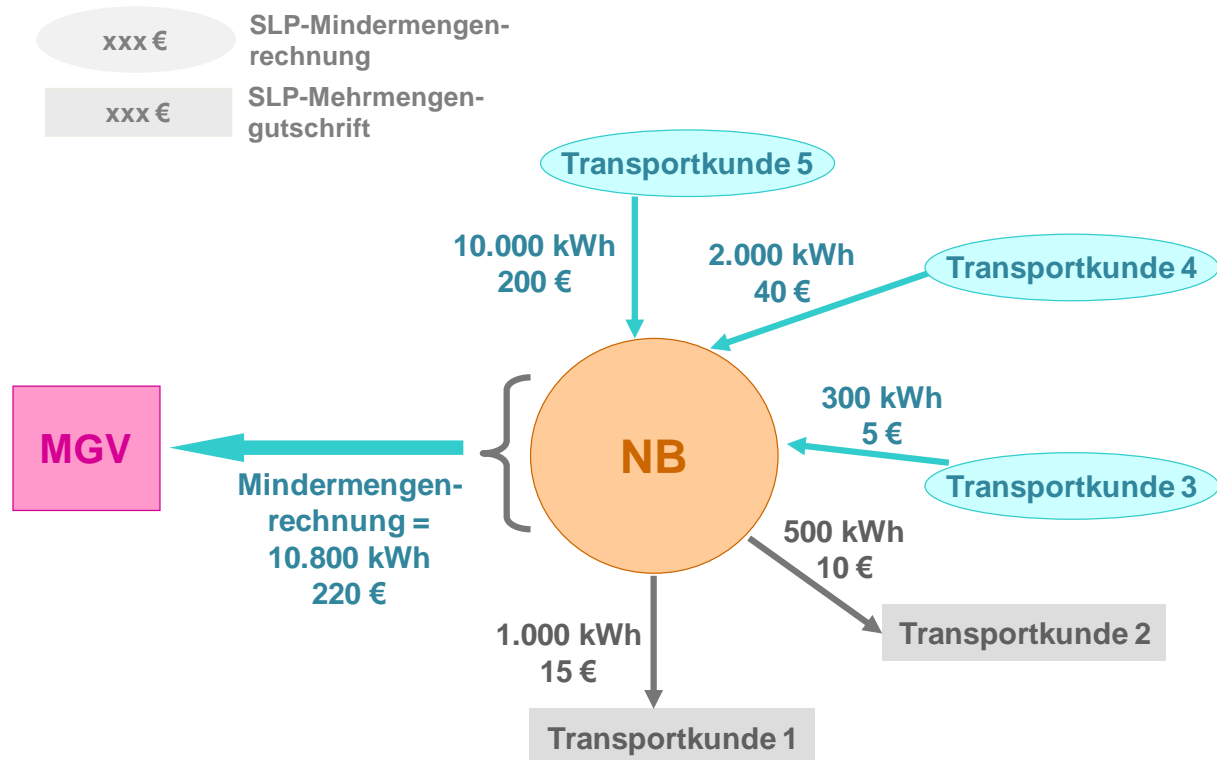 xxx €
SLP-Mindermengen-
rechnung
xxx €
SLP-Mehrmengen-
gutschrift
Transportkunde 5
10.000 kWh
200 €
2.000 kWh
40 €
Transportkunde 4
300 kWh
5 €
MGV
NB
Transportkunde 3
Mindermengen-
rechnung =
10.800 kWh
220 €
500 kWh
10 €
1.000 kWh
15 €
Transportkunde 2
Transportkunde 1